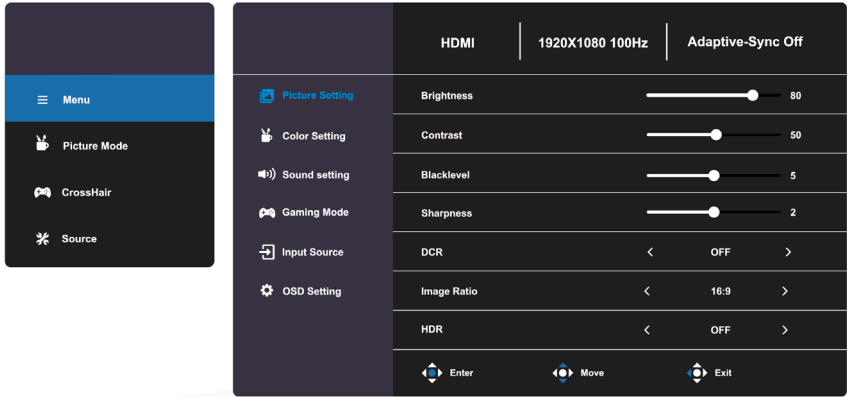 Menu
Picture Mode
CrossHair
Source
HDMI 1920X1080 100Hz Adaptive-Sync Off
Picture Setting
Color Setting
Sound setting
Gaming Mode
Input Source
OSD Setting
Brightness 80
Contrast 50
Blacklevel 5
Sharpness 2
DCR OFF
Image Ratio 16:9
HDR OFF
Enter Move Exit